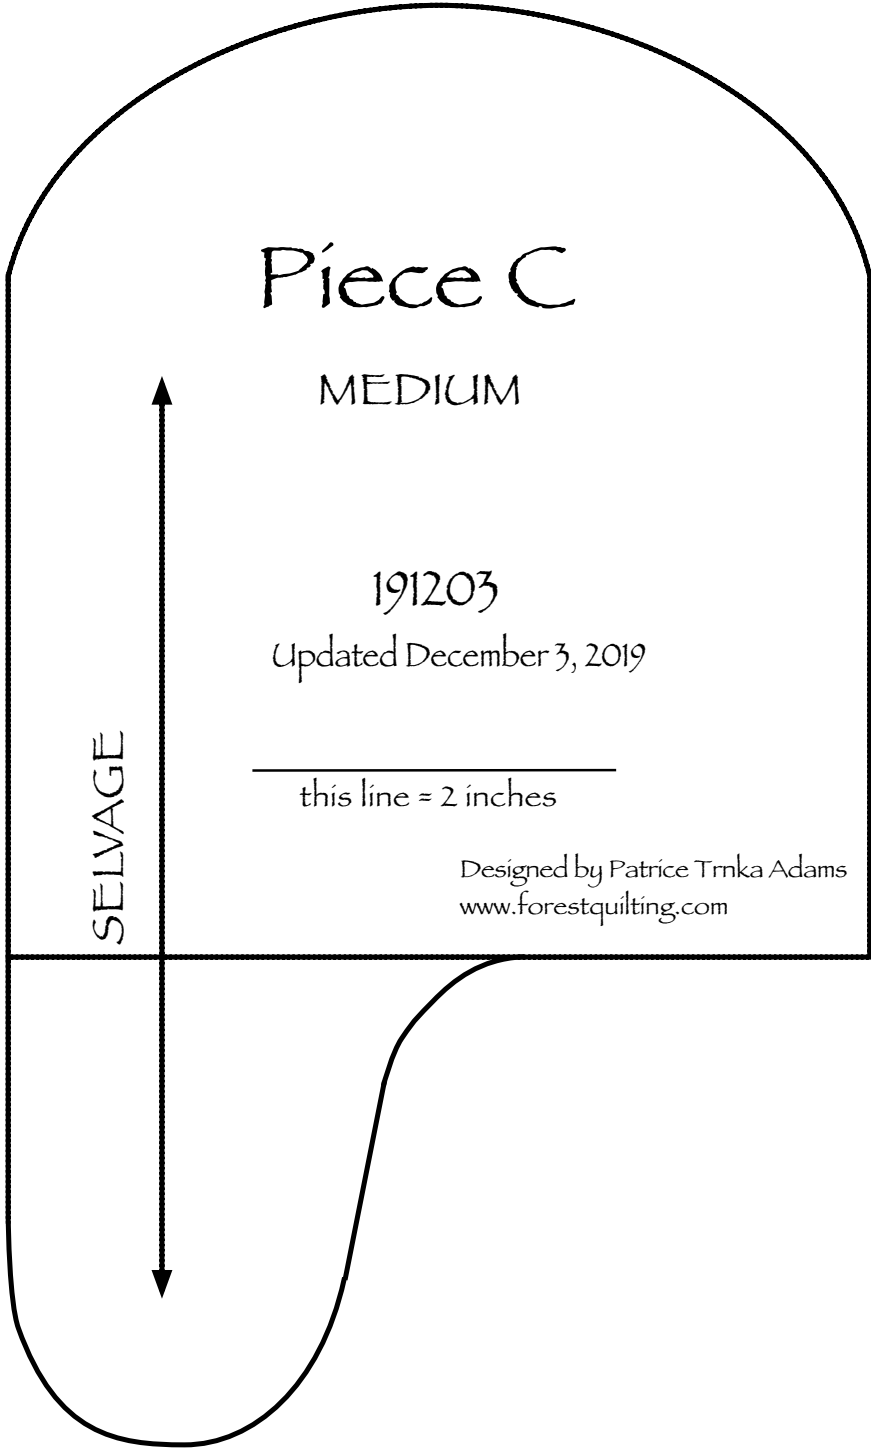 Piece C
MEDIUM
191203
Updated December 3, 2019
SELVAGE
this line = 2 inches
Designed by Patrice Trnka Adams
www.forestquilting.com